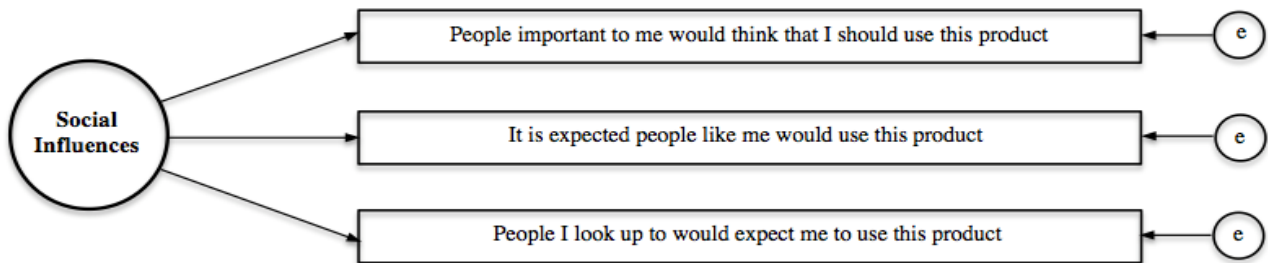 People important to me would think that I should use this product
e
Social
Influences
It is expected people like me would use this product
e
People I look up to would expect me to use this product
e